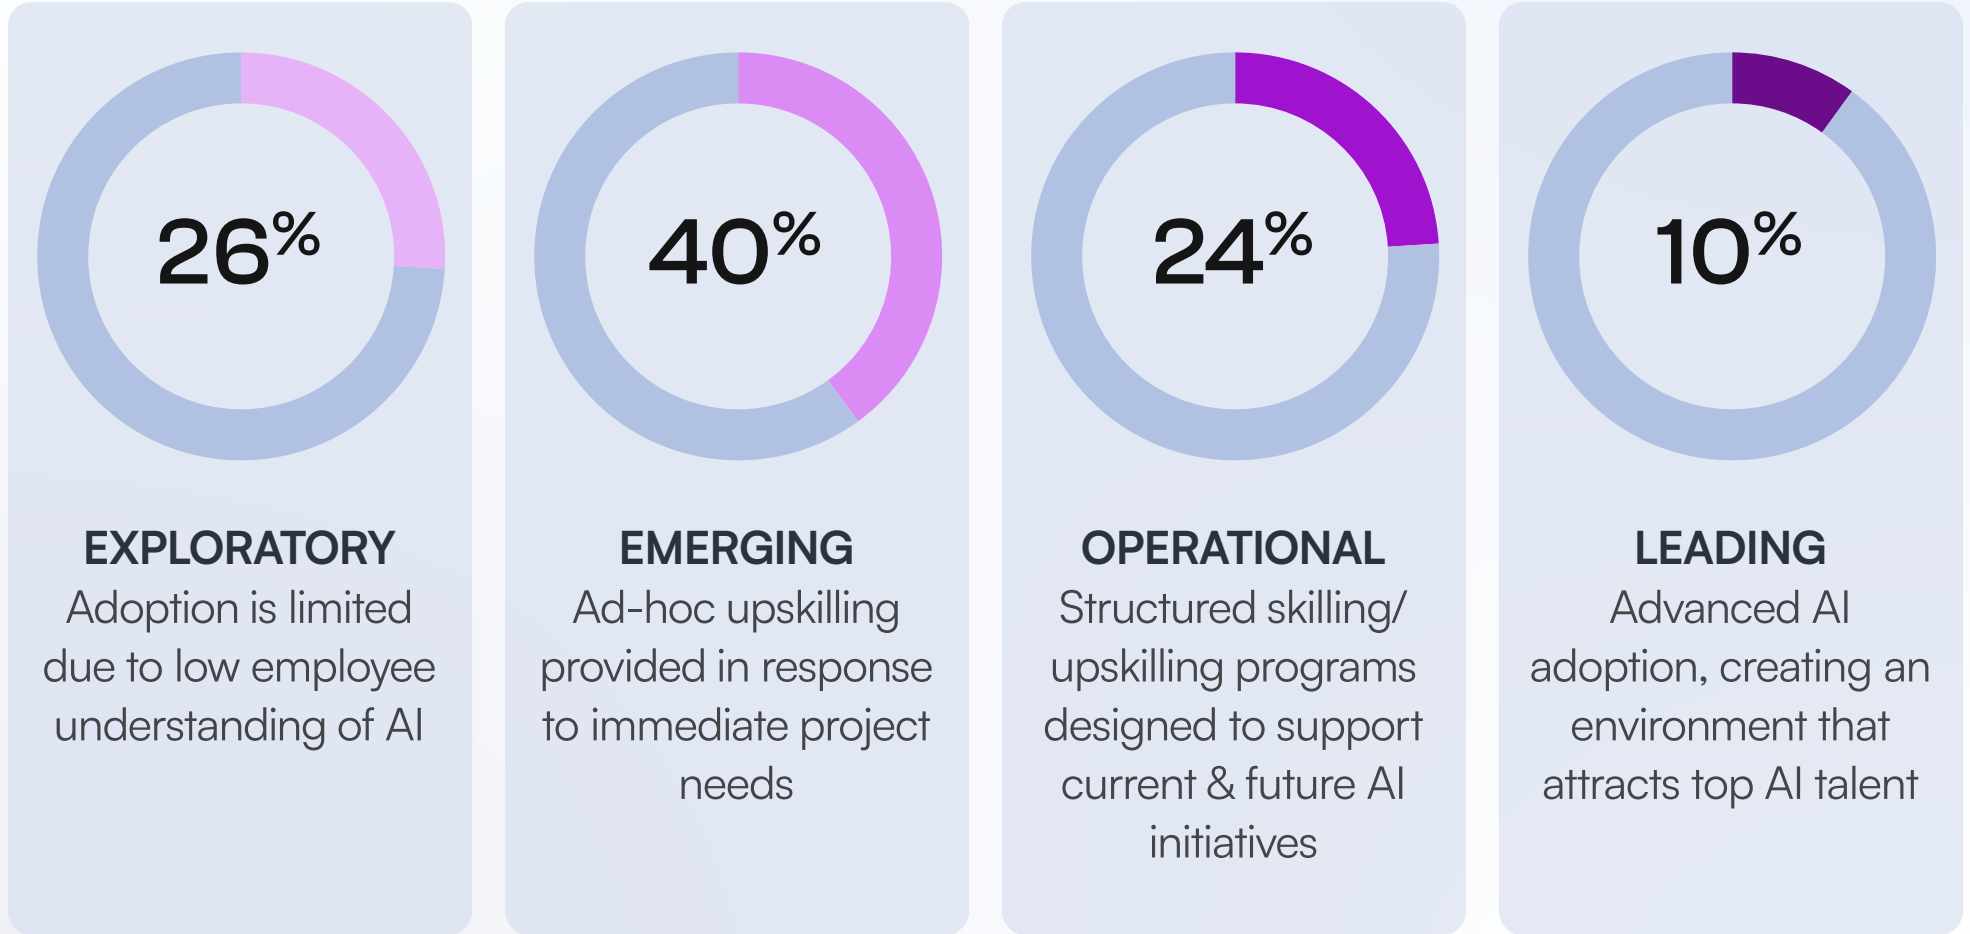 26%
EXPLORATORY
Adoption is limited
due to low employee
understanding of AI
40%
EMERGING
Ad-hoc upskilling
provided in response
to immediate project
needs
24%
OPERATIONAL
Structured skilling/
upskilling programs
designed to support
current & future AI
initiatives
10%
LEADING
Advanced AI
adoption, creating an
environment that
attracts top AI talent